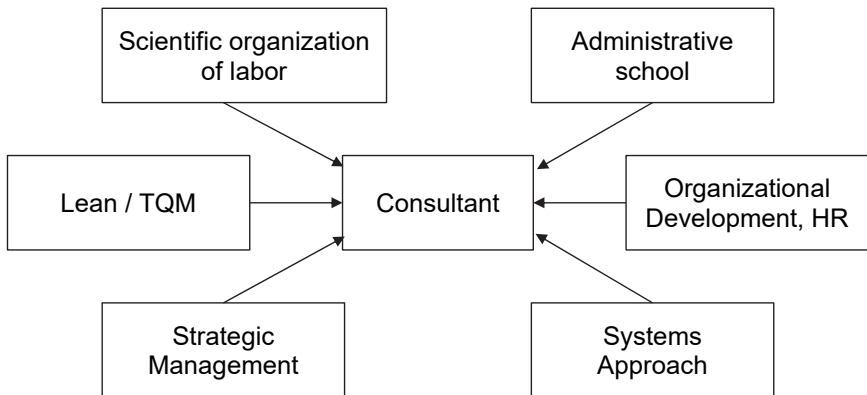 Scientific organization
of labor
Administrative
school
Lean / TQM
Consultant
Organizational
Development, HR
Strategic
Management
Systems
Approach